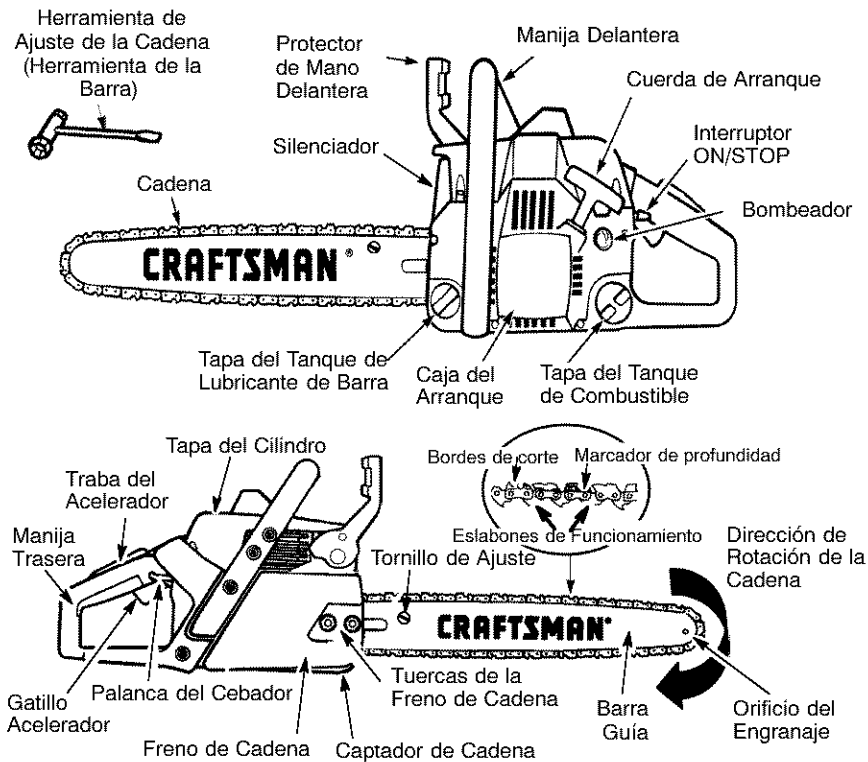 Herramienta de
Ajuste de la Cadena
(Herramienta de la
Barra)
Protector
de Mano
Delantera
Manija Delantera
Cuerda de Arranque
Interruptor
ON/STOP
Silenciador
Cadena
Bombeador
CRAFTSMAN®
Tapa del Tanque de
Lubricante de Barra
Caja del
Arranque
Tapa del Tanque
de Combustible
Tapa del Cilindro
Bordes de corte
Marcador de profundidad
Traba del
Acelerador
Manija
Trasera
Eslabones de Funcionamiento
Tornillo de Ajuste
Dirección de
Rotación de la
Cadena
CRAFTSMAN®
Gatillo
Acelerador
Palanca del Cebador
Tuercas de la
Freno de Cadena
Barra
Guía
Orificio del
Engranaje
Freno de Cadena
Captador de Cadena